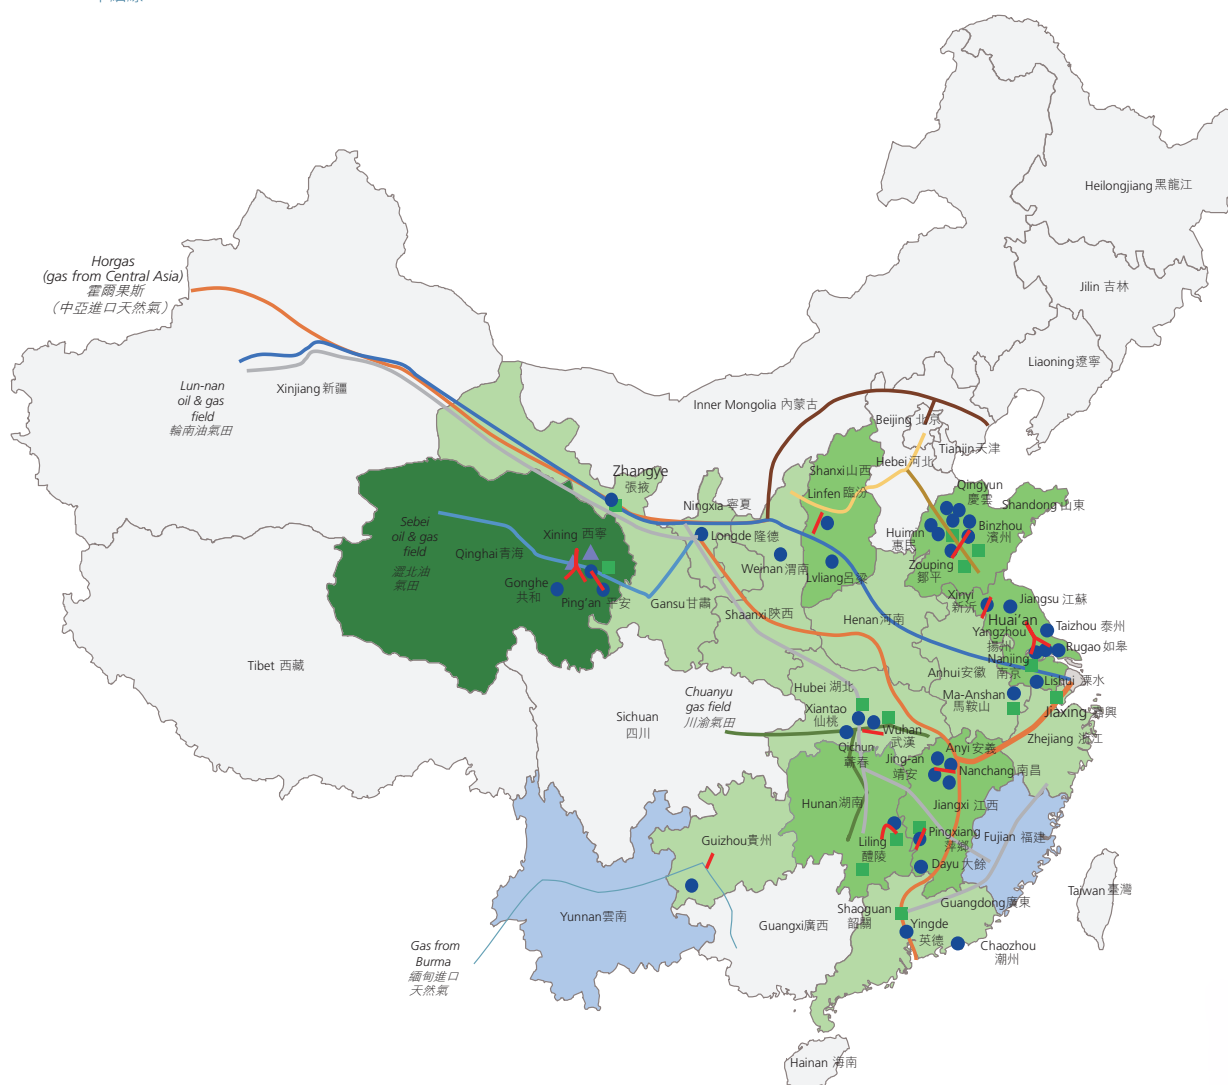 Heilongjiang 黑龍江
Horgas
(gas from Central Asia)
霍爾果斯
（中亞進口天然氣）
Jilin 吉林
Liaoning 遼寧
Lun-nan
oil & gas
field
輪南油氣田
Xinjiang 新疆
Inner Mongolia 內蒙古
Beijing 北京
Tianjin 天津
Hebei 河北
Zhangye
張掖
Shanxi 山西
Linfen 臨汾
Qingyun
慶雲
Shandong 山東
Ningxia 寧夏
Sebei
oil & gas
field
澀北油
氣田
Qinghai 青海
Xining 西寧
Longde 隆德
Huimin
惠民
Binzhou
濱州
Weinan 渭南
Lvliang 呂梁
Zouping
鄒平
Gonghe
共和
Ping'an 平安
Gansu 甘肅
Shaanxi 陝西
Henan 河南
Xinyi
新沂
Jiangsu 江蘇
Huai'an
Taizhou 泰州
Yangzhou
揚州
Rugao 如皋
Nanjing
南京
Tibet 西藏
Anhui 安徽
Lishui 溧水
Chuanyu
gas field
川渝氣田
Hubei 湖北
Ma-Anshan
馬鞍山
Xiantao
仙桃
Jiaxing 嘉興
Sichuan
四川
Wuhan
武漢
Zhejiang 浙江
Qichun
蘄春
Anyi 安義
Jing-an
靖安
Nanchang 南昌
Hunan 湖南
Jiangxi 江西
Guizhou 貴州
Liling
醴陵
Pingxiang
萍鄉
Fujian 福建
Dayu 大餘
Taiwan 臺灣
Yunnan 雲南
Guangxi 廣西
Shaoguan
韶關
Guangdong 廣東
Yingde
英德
Gas from
Burma
緬甸進口
天然氣
Chaozhou
潮州
Hainan 海南